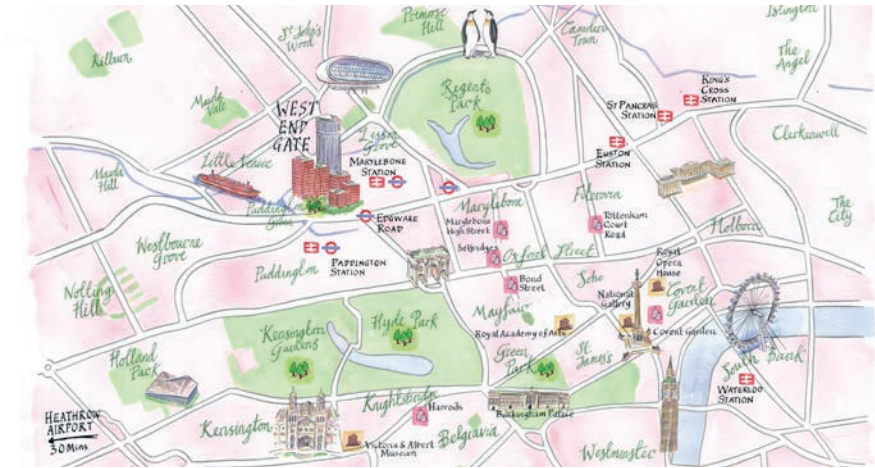 Kilburn
St John's
Wood
Primrose
Hill
Camden
Town
Islington
The
Angel
Maida
Vale
WEST
END
GATE
Lisson
Grove
Regent's
Park
KING'S
CROSS
STATION
ST PANCRAS
STATION
EUSTON
STATION
Clerkenwell
Maida
Hill
Little Venice
MARYLEBONE
STATION
Paddington
Green
EDGWARE
ROAD
Marylebone
Marylebone
High Street
Fitzrovia
Tottenham
Court
Road
Holborn
The
City
Westbourne
Grove
Paddington
PADDINGTON
STATION
Selfridges
Oxford Street
Bond
Street
Soho
Royal
Opera
House
Covent
Garden
National
Gallery
Covent Garden
Notting
Hill
Kensington
Gardens
Hyde Park
Mayfair
Royal Academy of Arts
Green
Park
St
James's
South Bank
WATERLOO
STATION
Holland
Park
Knightsbridge
Harrods
Buckingham Palace
HEATHROW
AIRPORT
30 MINS
Kensington
Victoria & Albert
Museum
Belgravia
Westminster